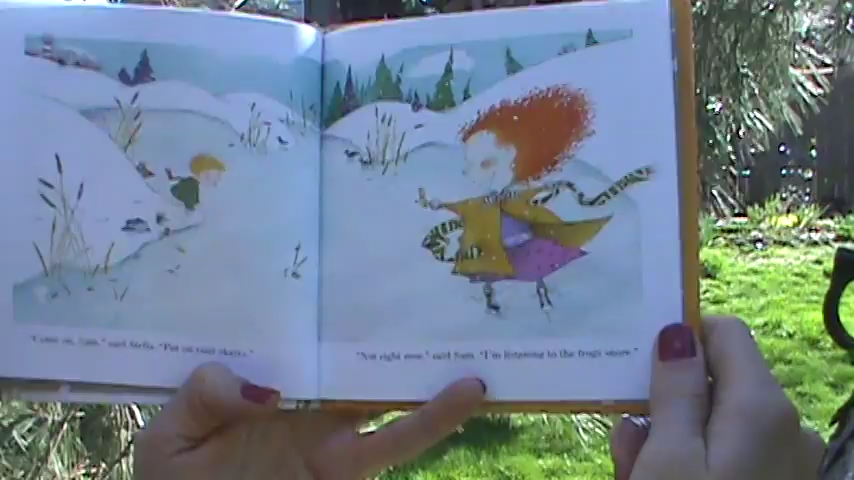 "Come on, Sam," said Stella. "Put on your skates."
"Not right now," said Sam. "I'm listening to the frogs snore."